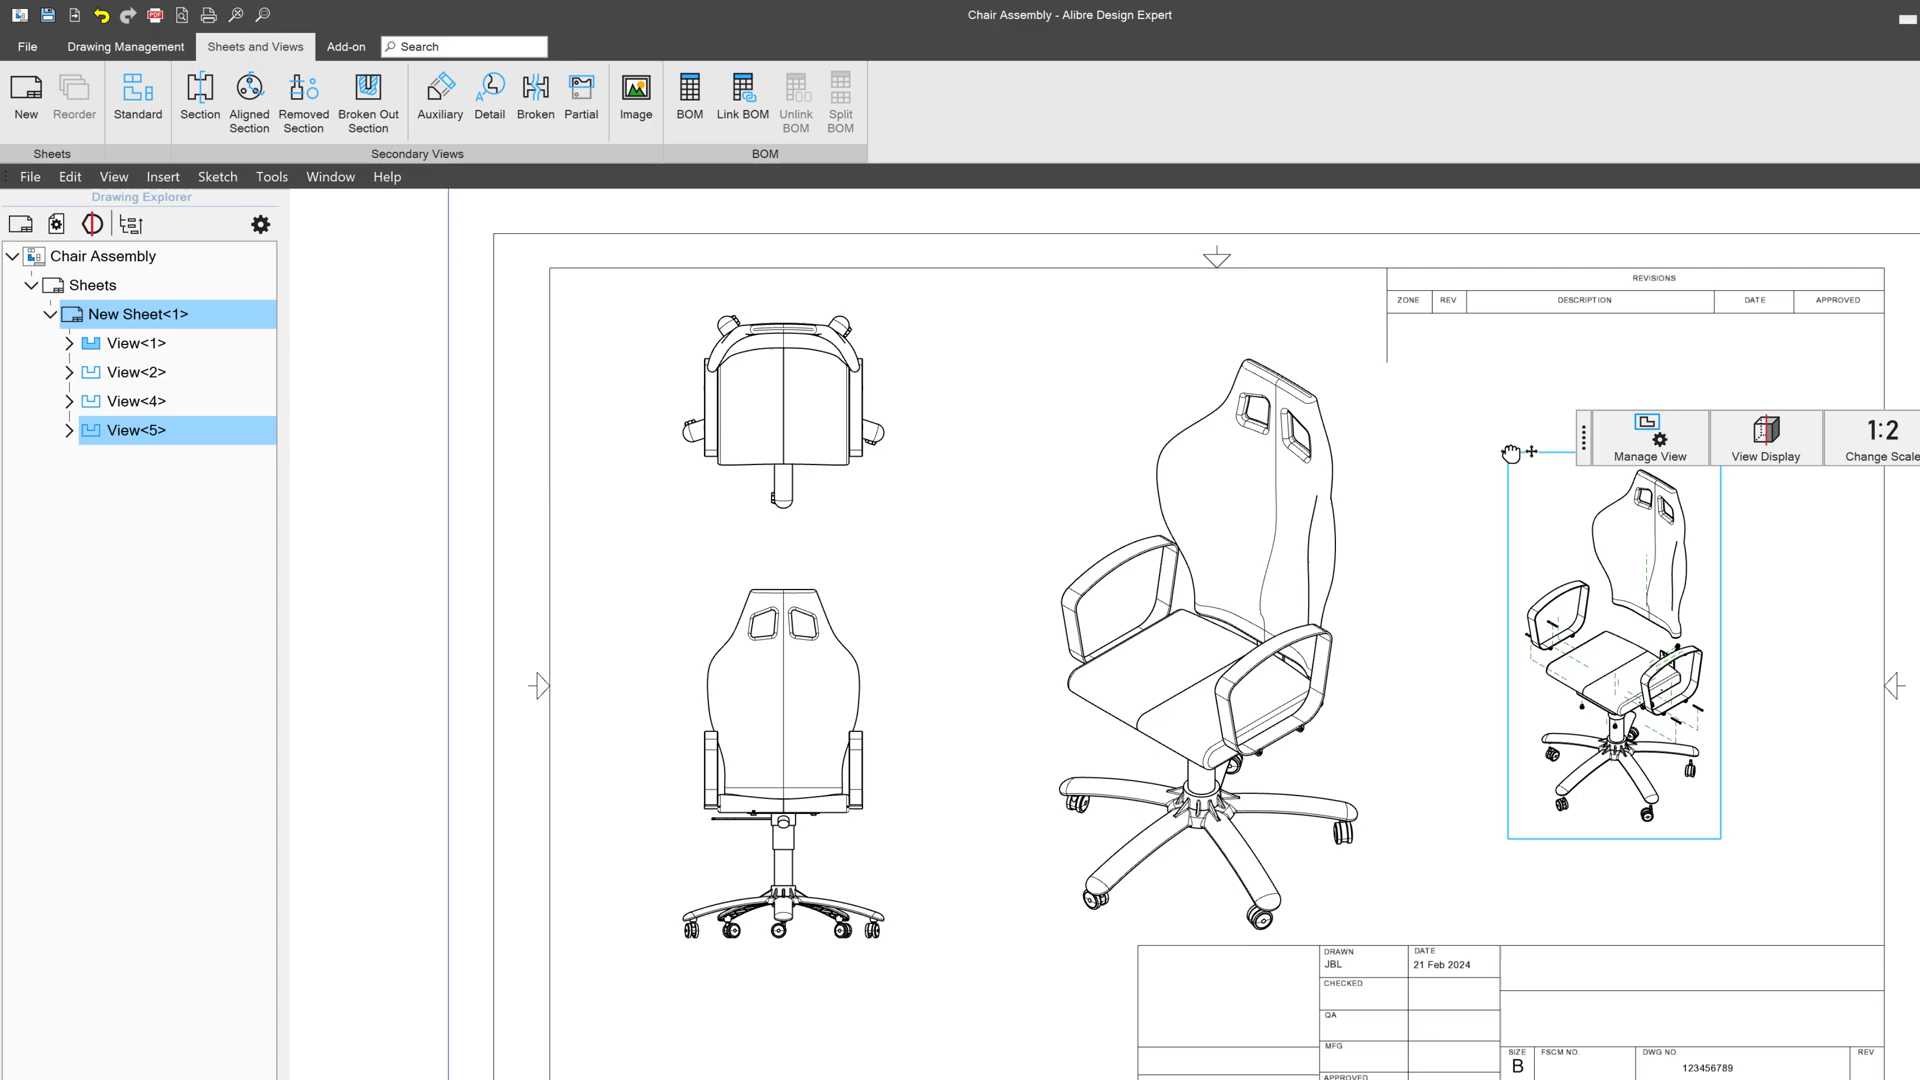 Chair Assembly - Alibre Design Expert
File Drawing Management Sheets and Views Add-on Search
New Reorder Standard Section Aligned Section Removed Section Broken Out Section Auxiliary Detail Broken Partial Image BOM Link BOM Unlink BOM Split BOM
Sheets Secondary Views BOM
File Edit View Insert Sketch Tools Window Help
Drawing Explorer
Chair Assembly
Sheets
New Sheet<1>
View<1>
View<2>
View<4>
View<5>
REVISIONS
ZONE REV DESCRIPTION DATE APPROVED
1:2
Manage View View Display Change Scale
DRAWN DATE
JBL 21 Feb 2024
CHECKED
QA
MFG
APPROVED
SIZE FSCM NO. DWG NO. REV
B 123456789